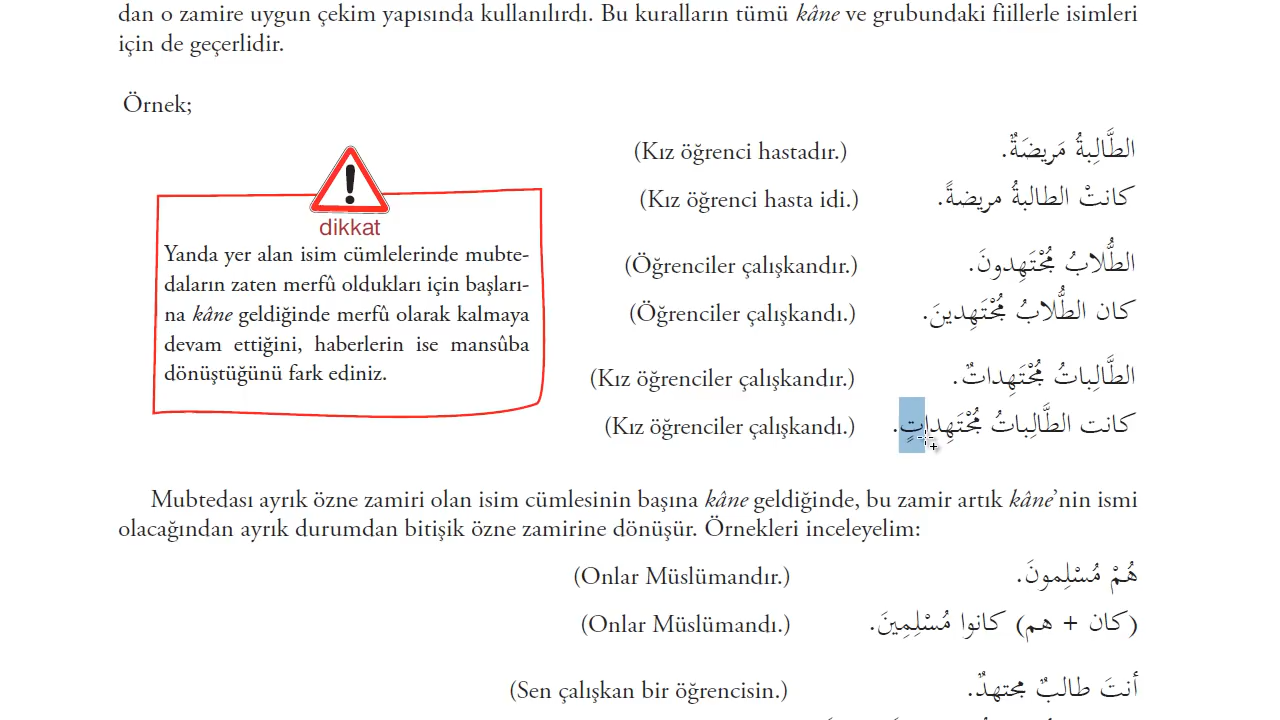 dan o zamire uygun çekim yapısında kullanılırdı. Bu kuralların tümü kâne ve grubundaki fiillerle isimleri
için de geçerlidir.
Örnek;
الطَّالِبةُ مَريضَةٌ.
(Kız öğrenci hastadır.)
كانتْ الطالبةُ مريضةً.
(Kız öğrenci hasta idi.)
الطُّلابُ مُجْتَهِدونَ.
(Öğrenciler çalışkandır.)
كان الطُّلابُ مُجْتَهِدينَ.
(Öğrenciler çalışkandı.)
الطَّالِباتُ مُجْتَهِداتٌ.
(Kız öğrenciler çalışkandır.)
كانت الطَّالِباتُ مُجْتَهِداتٍ.
(Kız öğrenciler çalışkandı.)
dikkat
Yanda yer alan isim cümlelerinde mubte-
daların zaten merfû oldukları için başları-
na kâne geldiğinde merfû olarak kalmaya
devam ettiğini, haberlerin ise mansûba
dönüştüğünü fark ediniz.
Mubtedası ayrık özne zamiri olan isim cümlesinin başına kâne geldiğinde, bu zamir artık kâne’nin ismi
olacağından ayrık durumdan bitişik özne zamirine dönüşür. Örnekleri inceleyelim:
هُمْ مُسْلِمونَ.
(Onlar Müslümandır.)
(كان + هم) كانوا مُسْلِمِينَ.
(Onlar Müslümandı.)
أنتَ طالبٌ مجتهدٌ.
(Sen çalışkan bir öğrencisin.)